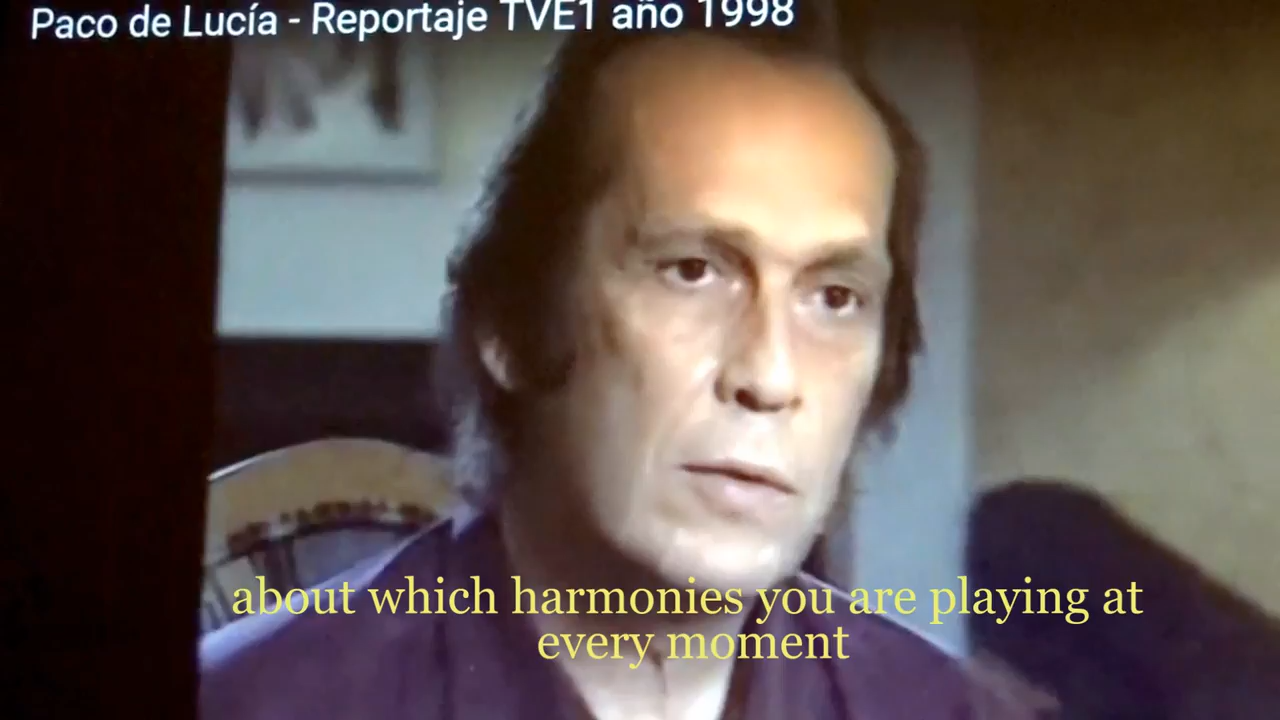 Paco de Lucía - Reportaje TVE1 año 1998
about which harmonies you are playing at
every moment